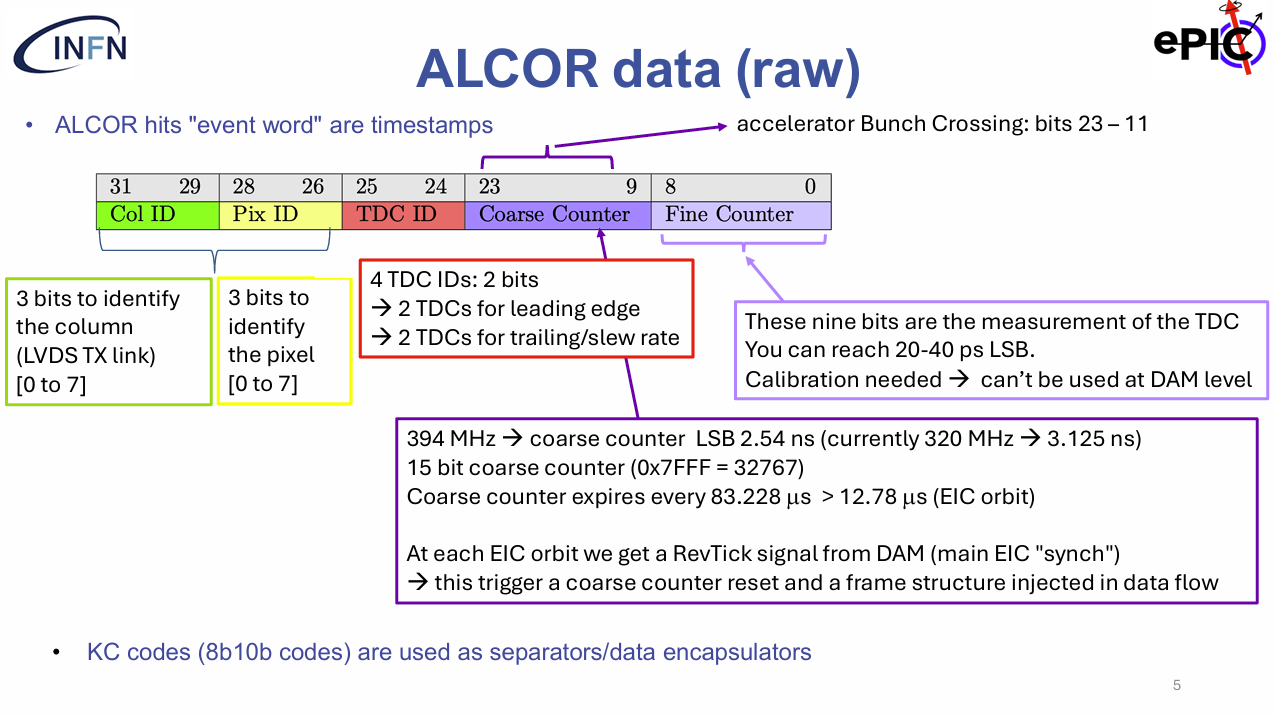 INFN
ePIC
ALCOR data (raw)
• ALCOR hits "event word" are timestamps
accelerator Bunch Crossing: bits 23 – 11
31 29 28 26 25 24 23 9 8 0
Col ID Pix ID TDC ID Coarse Counter Fine Counter
3 bits to identify
the column
(LVDS TX link)
[0 to 7]
3 bits to
identify
the pixel
[0 to 7]
4 TDC IDs: 2 bits
→ 2 TDCs for leading edge
→ 2 TDCs for trailing/slew rate
These nine bits are the measurement of the TDC
You can reach 20-40 ps LSB.
Calibration needed → can’t be used at DAM level
394 MHz → coarse counter LSB 2.54 ns (currently 320 MHz → 3.125 ns)
15 bit coarse counter (0x7FFF = 32767)
Coarse counter expires every 83.228 μs > 12.78 μs (EIC orbit)
At each EIC orbit we get a RevTick signal from DAM (main EIC "synch")
→ this trigger a coarse counter reset and a frame structure injected in data flow
• KC codes (8b10b codes) are used as separators/data encapsulators
5